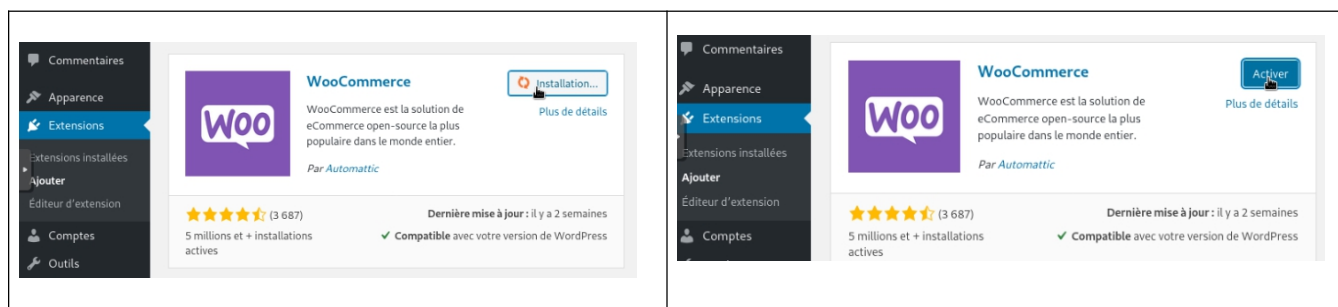 Commentaires
Apparence
Extensions
Extensions installées
Ajouter
Éditeur d'extension
Comptes
Outils
WOO
WooCommerce
Installation...
WooCommerce est la solution de
eCommerce open-source la plus
populaire dans le monde entier.
Plus de détails
Par Automattic
(3 687)
Dernière mise à jour : il y a 2 semaines
5 millions et + installations
actives
Compatible avec votre version de WordPress
Commentaires
Apparence
Extensions
Extensions installées
Ajouter
Éditeur d'extension
Comptes
WOO
WooCommerce
Activer
WooCommerce est la solution de
eCommerce open-source la plus
populaire dans le monde entier.
Plus de détails
Par Automattic
(3 687)
Dernière mise à jour : il y a 2 semaines
5 millions et + installations
actives
Compatible avec votre version de WordPress